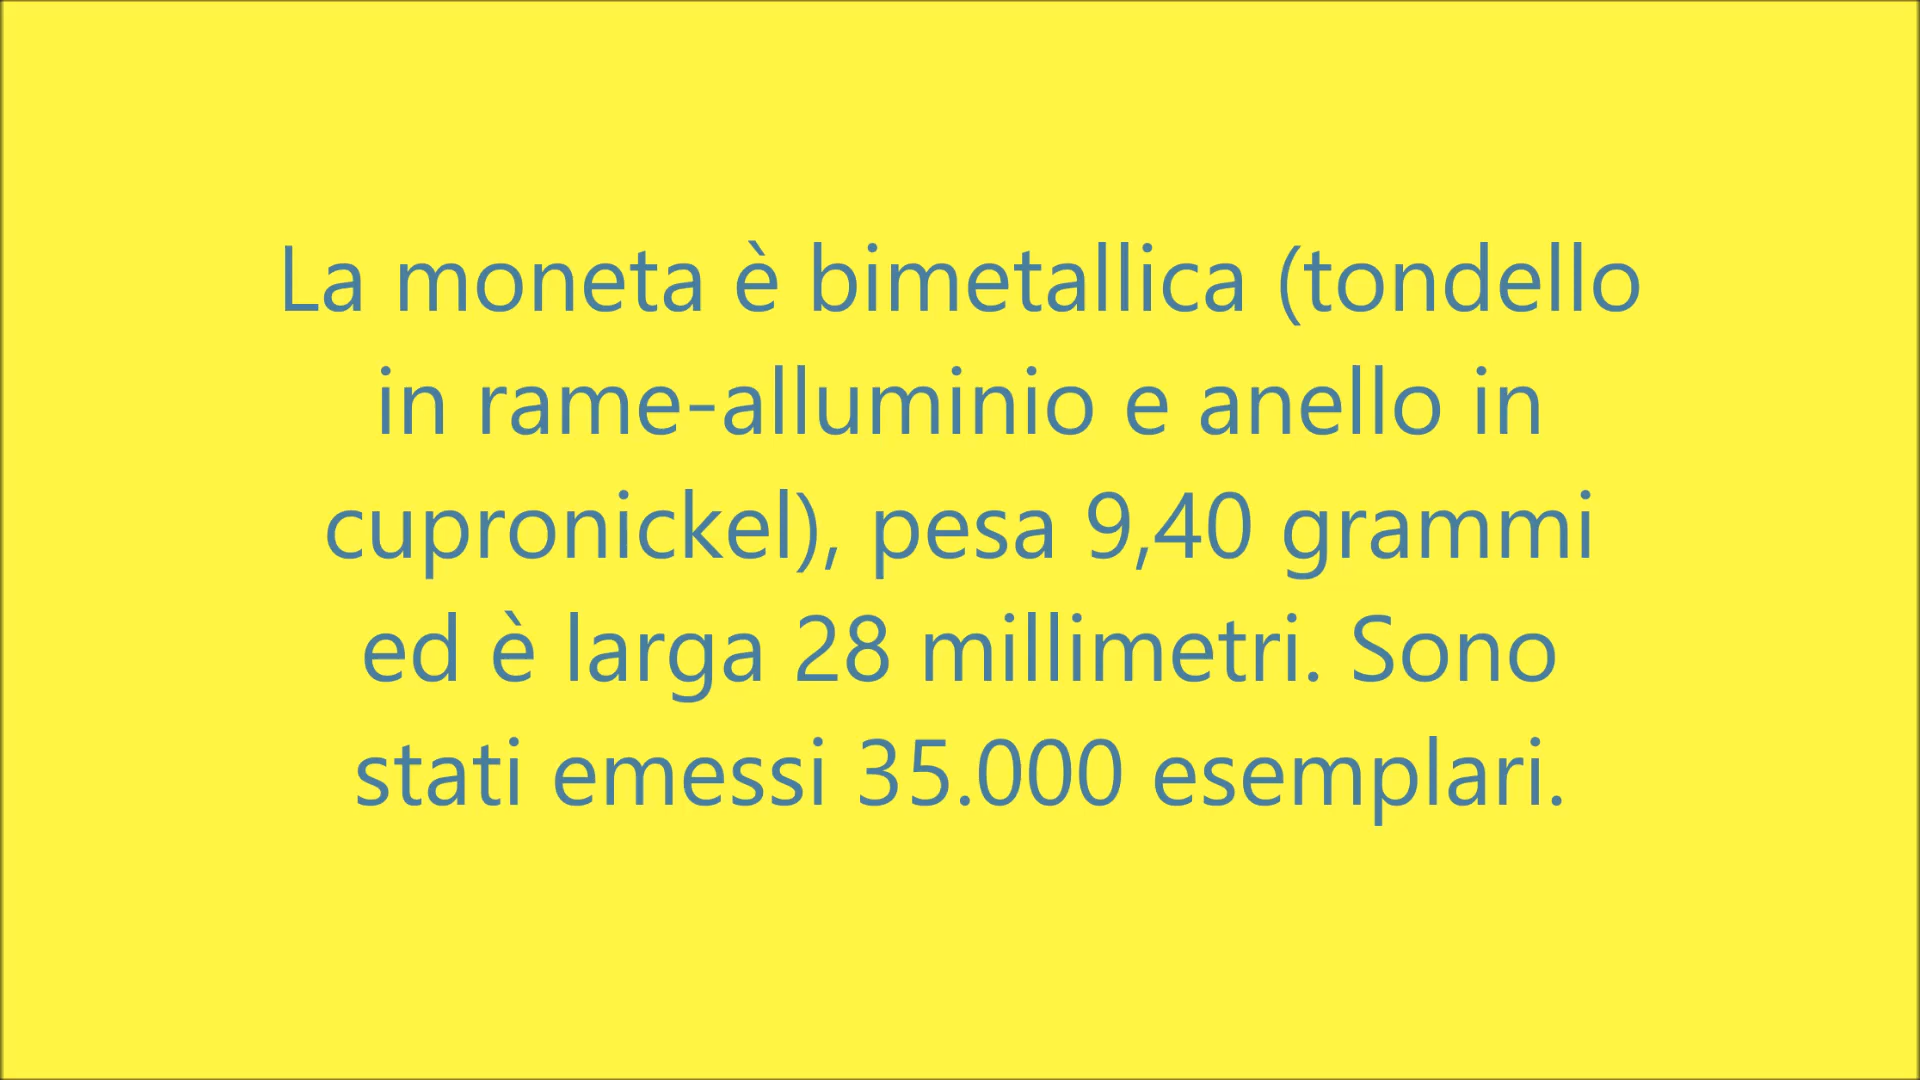 La moneta è bimetallica (tondello
in rame-alluminio e anello in
cupronickel), pesa 9,40 grammi
ed è larga 28 millimetri. Sono
stati emessi 35.000 esemplari.